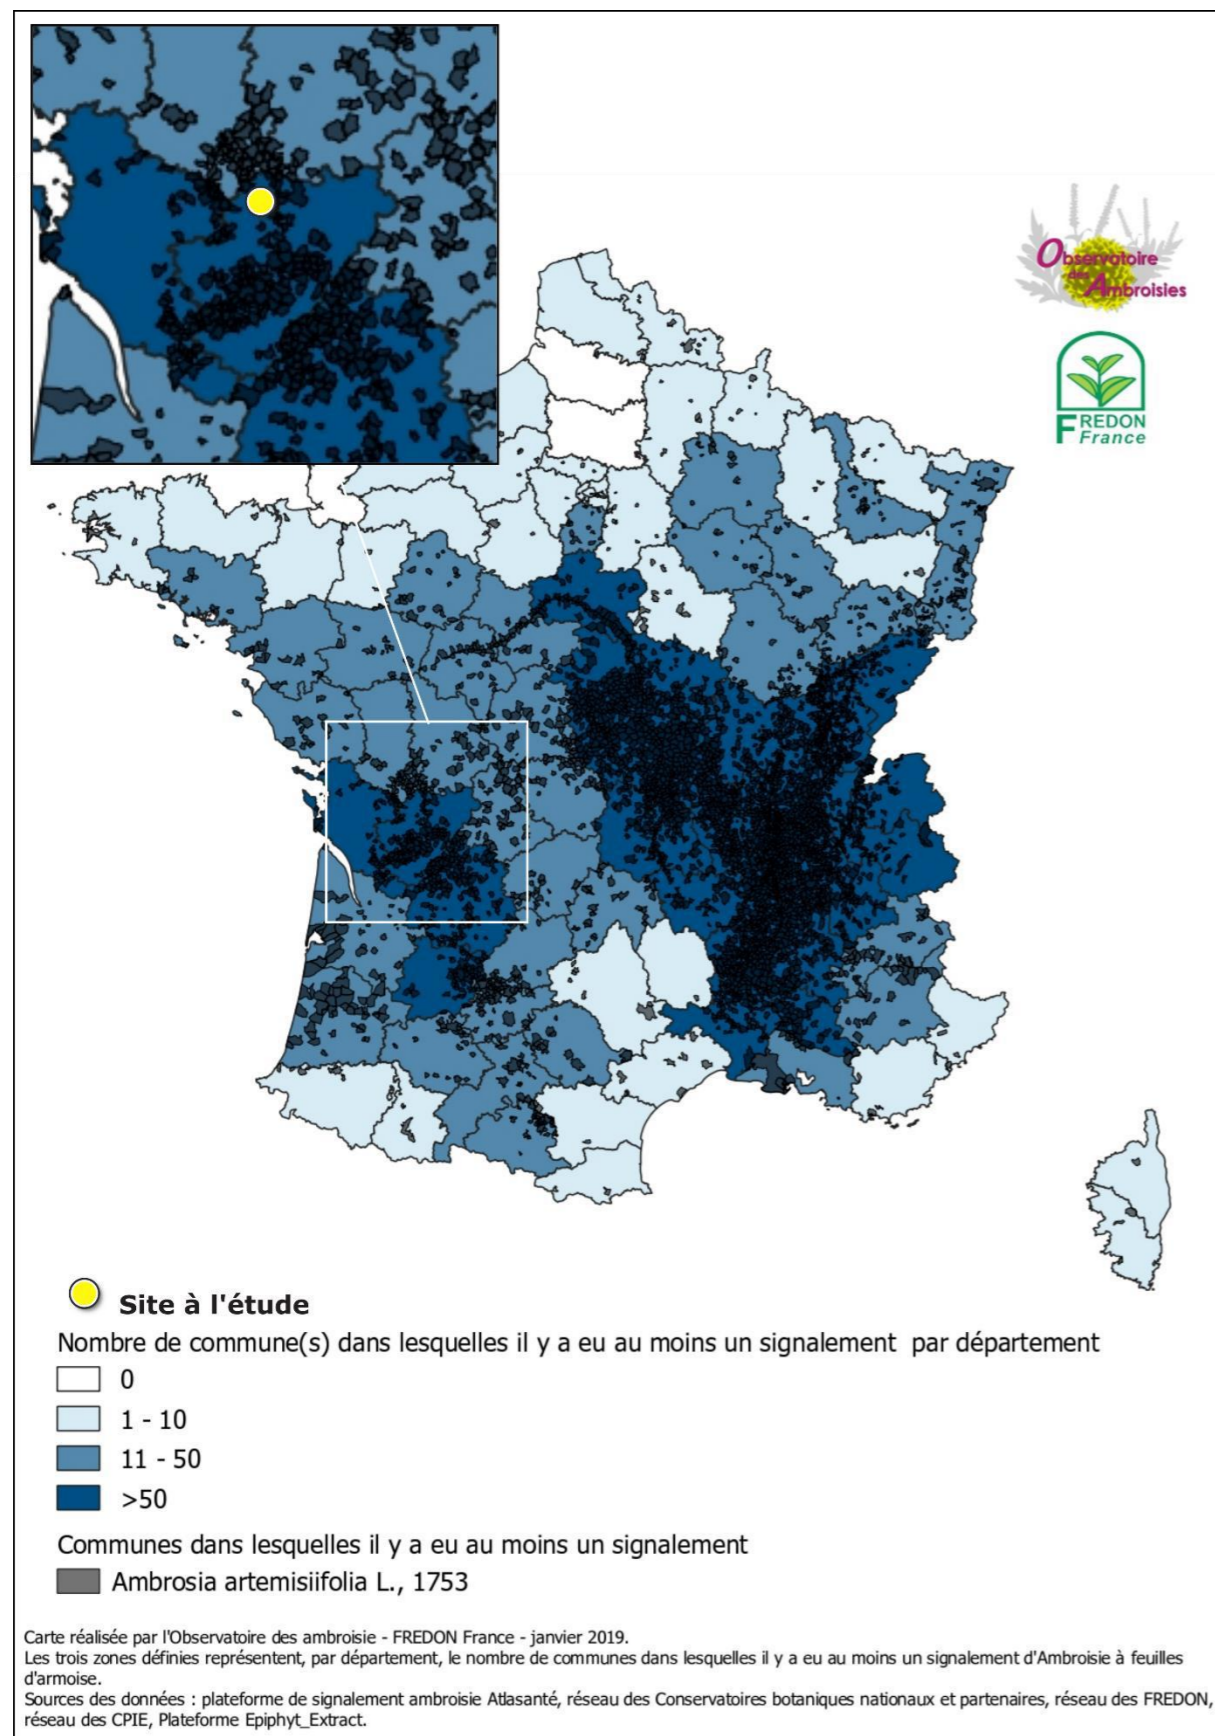 Observatoire
des
Ambroisies
FREDON
France
Site à l'étude
Nombre de commune(s) dans lesquelles il y a eu au moins un signalement par département
0
1 - 10
11 - 50
>50
Communes dans lesquelles il y a eu au moins un signalement
Ambrosia artemisiifolia L., 1753
Carte réalisée par l'Observatoire des ambroisie - FREDON France - janvier 2019.
Les trois zones définies représentent, par département, le nombre de communes dans lesquelles il y a eu au moins un signalement d'Ambroisie à feuilles
d'armoise.
Sources des données : plateforme de signalement ambroisie Atlasanté, réseau des Conservatoires botaniques nationaux et partenaires, réseau des FREDON,
réseau des CPIE, Plateforme Epiphyt_Extract.